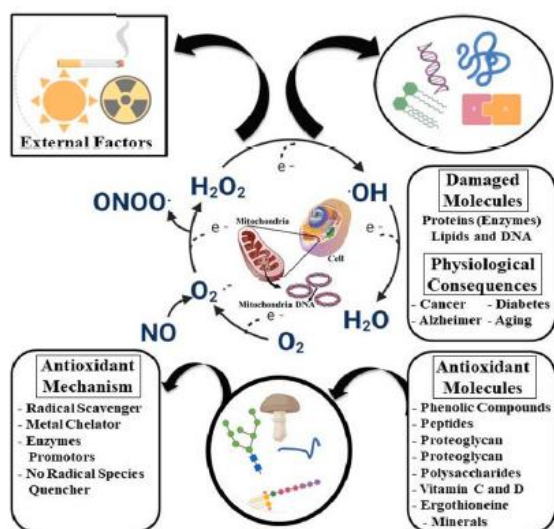 External Factors
ONOO-
H2O2
e-
·OH
Mitochondria
Cell
e-
e-
Mitochondria DNA
O2-
e-
NO
O2
H2O
Damaged
Molecules
Proteins (Enzymes)
Lipids and DNA
Physiological
Consequences
- Cancer - Diabetes
- Alzheimer - Aging
Antioxidant
Mechanism
- Radical Scavenger
- Metal Chelator
- Enzymes
Promotors
- No Radical Species
Quencher
Antioxidant
Molecules
- Phenolic Compounds
- Peptides
- Proteoglycan
- Proteoglycan
- Polysaccharides
- Vitamin C and D
- Ergothioneine
- Minerals